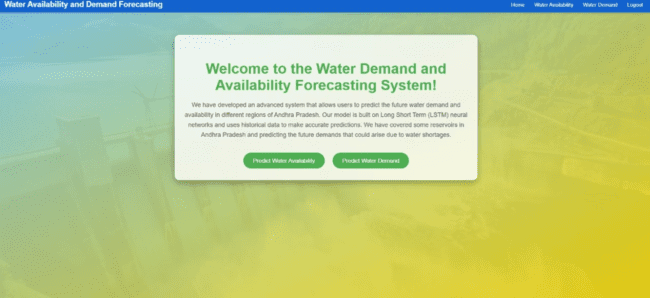 Water Availability and Demand Forecasting
Home Water Availability Water Demand Logout
Welcome to the Water Demand and
Availability Forecasting System!
We have developed an advanced system that allows users to predict the future water demand and
availability in different regions of Andhra Pradesh. Our model is built on Long Short Term (LSTM) neural
networks and uses historical data to make accurate predictions. We have covered some reservoirs in
Andhra Pradesh and predicting the future demands that could arise due to water shortages.
Predict Water Availability Predict Water Demand